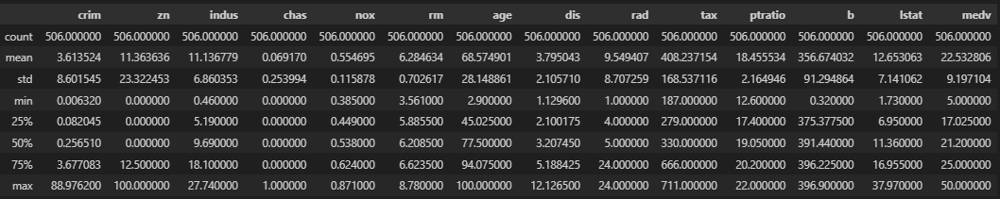 crim zn indus chas nox rm age dis rad tax ptratio b lstat medv
count 506.000000 506.000000 506.000000 506.000000 506.000000 506.000000 506.000000 506.000000 506.000000 506.000000 506.000000 506.000000 506.000000 506.000000
mean 3.613524 11.363636 11.136779 0.069170 0.554695 6.284634 68.574901 3.795043 9.549407 408.237154 18.455534 356.674032 12.653063 22.532806
std 8.601545 23.322453 6.860353 0.253994 0.115878 0.702617 28.148861 2.105710 8.707259 168.537116 2.164946 91.294864 7.141062 9.197104
min 0.006320 0.000000 0.460000 0.000000 0.385000 3.561000 2.900000 1.129600 1.000000 187.000000 12.600000 0.320000 1.730000 5.000000
25% 0.082045 0.000000 5.190000 0.000000 0.449000 5.885500 45.025000 2.100175 4.000000 279.000000 17.400000 375.377500 6.950000 17.025000
50% 0.256510 0.000000 9.690000 0.000000 0.538000 6.208500 77.500000 3.207450 5.000000 330.000000 19.050000 391.440000 11.360000 21.200000
75% 3.677083 12.500000 18.100000 0.000000 0.624000 6.623500 94.075000 5.188425 24.000000 666.000000 20.200000 396.225000 16.955000 25.000000
max 88.976200 100.000000 27.740000 1.000000 0.871000 8.780000 100.000000 12.126500 24.000000 711.000000 22.000000 396.900000 37.970000 50.000000